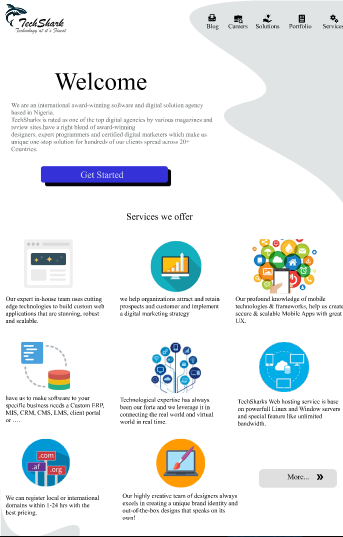 TechShark
Technology at it's Finest
Blog
Careers
Solutions
Portfolio
Services
Welcome
We are an international award-winning software and digital solution agency
based in Nigeria.
TechSharks is rated as one of the top digital agencies by various magazines and
review sites have a right blend of award-winning
designers, expert programmers and certified digital marketers which make us
unique one-stop solution for hundreds of our clients spread across 20+
Countries.
Get Started
Services we offer
Our expert in-house team uses cutting
edge technologies to build custom web
applications that are stunning, robust
and scalable.
we help organizations attract and retain
prospects and customer and implement
a digital marketing strategy
Our profound knowledge of mobile
technologies & frameworks, help us create
secure & scalable Mobile Apps with great
UX.
have us to make software to your
specific business needs a Custom ERP,
MIS, CRM, CMS, LMS, client portal
or ....
Technological expertise has always
been our forte and we leverage it in
connecting the real world and virtual
world in real time.
TechSharks Web hosting service is base
on powerfull Linux and Window servers
and special feature like unlimited
bandwidth.
.com
.af
.org
We can register local or international
domains within 1-24 hrs with the
best pricing.
Our highly creative team of designers always
excels in creating a unique brand identity and
out-of-the-box designs that speaks on its
own!
More... »